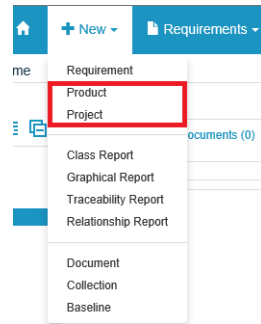 New
Requirements
me
Requirement
Product
Project
ocuments (0)
Class Report
Graphical Report
Traceability Report
Relationship Report
Document
Collection
Baseline